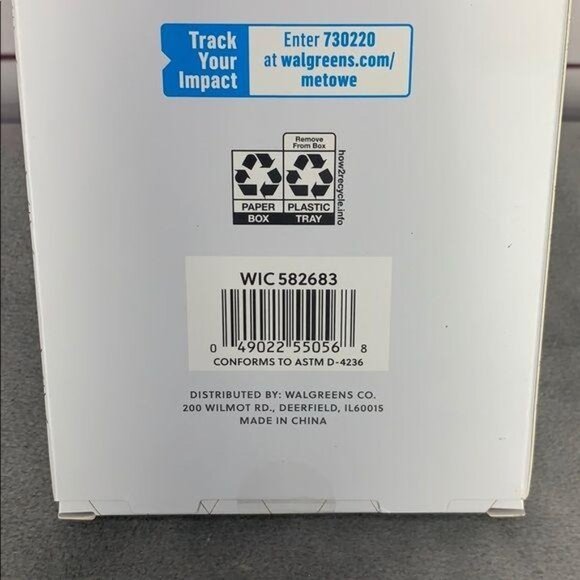 Track
Your
Impact
Enter 730220
at walgreens.com/
metowe
Remove
From Box
PAPER
BOX
PLASTIC
TRAY
how2recycle.info
WIC 582683
0 49022 55056 8
CONFORMS TO ASTM D-4236
DISTRIBUTED BY: WALGREENS CO.
200 WILMOT RD., DEERFIELD, IL60015
MADE IN CHINA